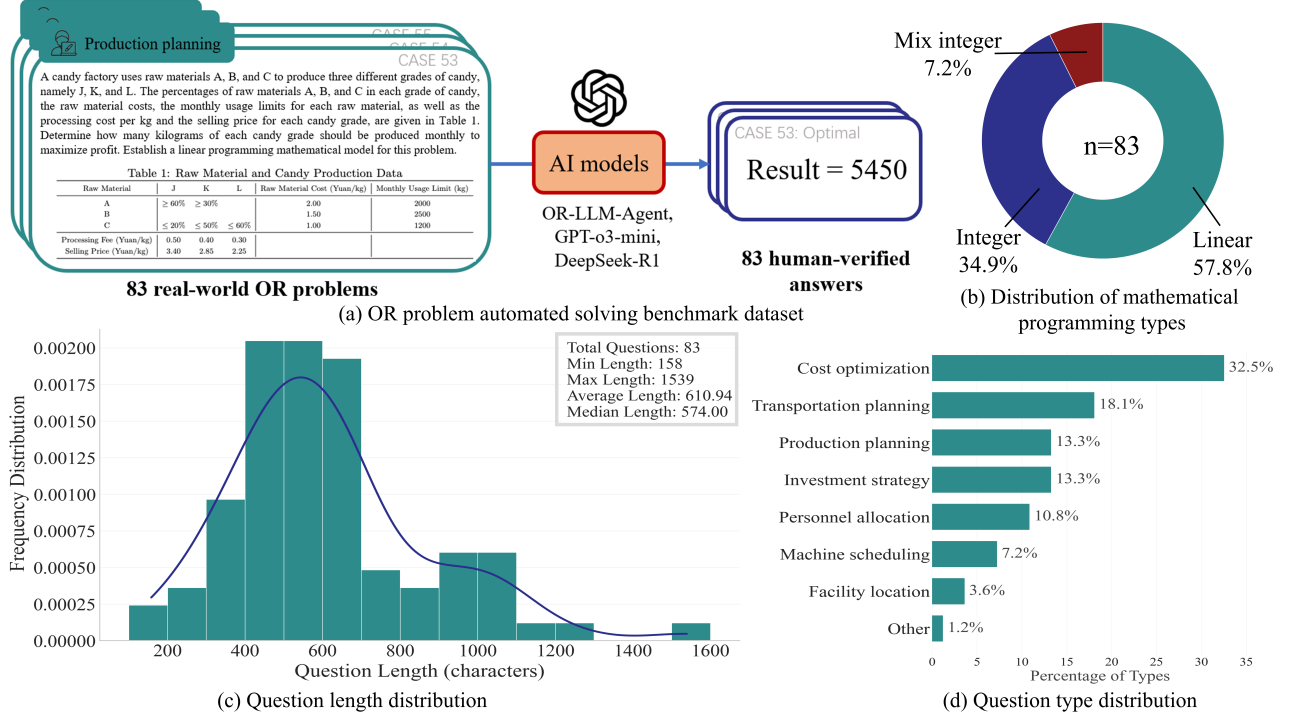 Production planning
CASE 55
CASE 54
CASE 53
A candy factory uses raw materials A, B, and C to produce three different grades of candy,
namely J, K, and L. The percentages of raw materials A, B, and C in each grade of candy,
the raw material costs, the monthly usage limits for each raw material, as well as the
processing cost per kg and the selling price for each candy grade, are given in Table 1.
Determine how many kilograms of each candy grade should be produced monthly to
maximize profit. Establish a linear programming mathematical model for this problem.
Table 1: Raw Material and Candy Production Data
Raw Material J K L Raw Material Cost (Yuan/kg) Monthly Usage Limit (kg)
A ≥ 60% ≥ 30% 2.00 2000
B 1.50 2500
C ≤ 20% ≤ 50% ≤ 60% 1.00 1200
Processing Fee (Yuan/kg) 0.50 0.40 0.30
Selling Price (Yuan/kg) 3.40 2.85 2.25
83 real-world OR problems
AI models
OR-LLM-Agent,
GPT-o3-mini,
DeepSeek-R1
CASE 53: Optimal
Result = 5450
83 human-verified
answers
(a) OR problem automated solving benchmark dataset
Mix integer
7.2%
n=83
Integer
34.9%
Linear
57.8%
(b) Distribution of mathematical
programming types
Frequency Distribution
0.00200
0.00175
0.00150
0.00125
0.00100
0.00075
0.00050
0.00025
0.00000
Total Questions: 83
Min Length: 158
Max Length: 1539
Average Length: 610.94
Median Length: 574.00
200 400 600 800 1000 1200 1400 1600
Question Length (characters)
(c) Question length distribution
Cost optimization 32.5%
Transportation planning 18.1%
Production planning 13.3%
Investment strategy 13.3%
Personnel allocation 10.8%
Machine scheduling 7.2%
Facility location 3.6%
Other 1.2%
0 5 10 15 20 25 30 35
Percentage of Types
(d) Question type distribution